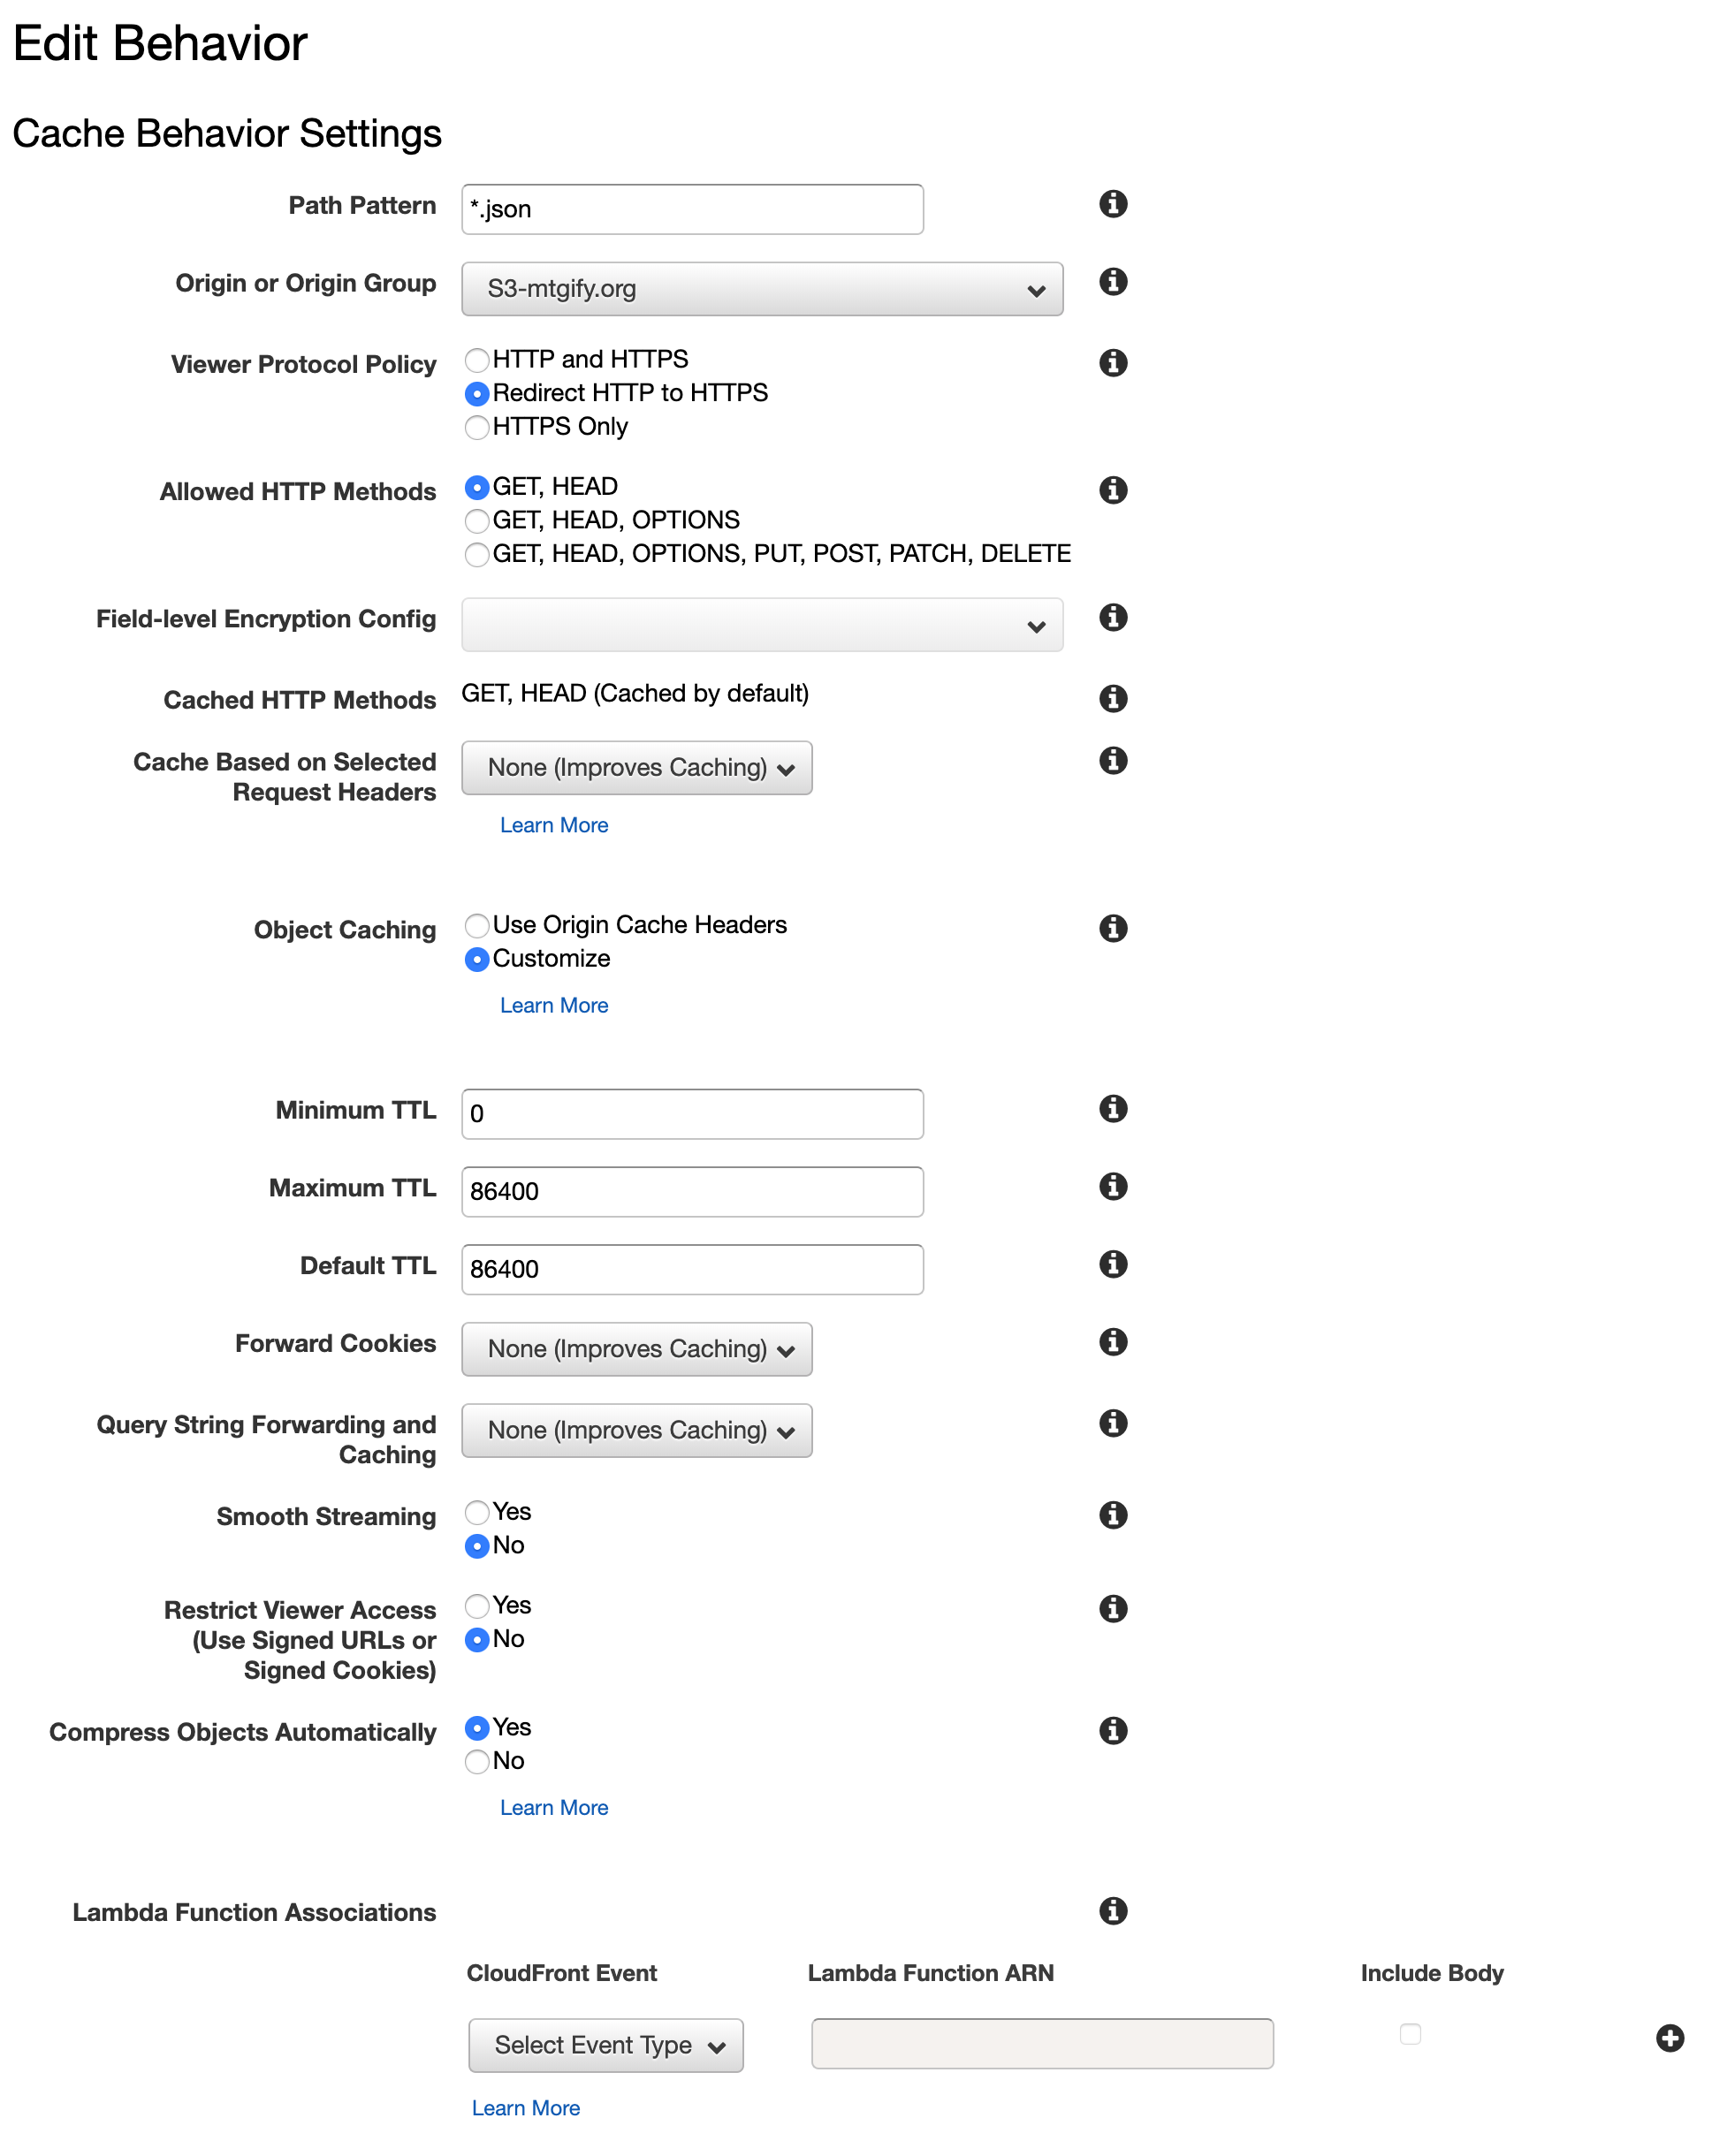 Edit Behavior
Cache Behavior Settings
Path Pattern
*.json
Origin or Origin Group
S3-mtgify.org
Viewer Protocol Policy
HTTP and HTTPS
Redirect HTTP to HTTPS
HTTPS Only
Allowed HTTP Methods
GET, HEAD
GET, HEAD, OPTIONS
GET, HEAD, OPTIONS, PUT, POST, PATCH, DELETE
Field-level Encryption Config
Cached HTTP Methods
GET, HEAD (Cached by default)
Cache Based on Selected
Request Headers
None (Improves Caching)
Learn More
Object Caching
Use Origin Cache Headers
Customize
Learn More
Minimum TTL
0
Maximum TTL
86400
Default TTL
86400
Forward Cookies
None (Improves Caching)
Query String Forwarding and
Caching
None (Improves Caching)
Smooth Streaming
Yes
No
Restrict Viewer Access
(Use Signed URLs or
Signed Cookies)
Yes
No
Compress Objects Automatically
Yes
No
Learn More
Lambda Function Associations
CloudFront Event
Lambda Function ARN
Include Body
Select Event Type
Learn More